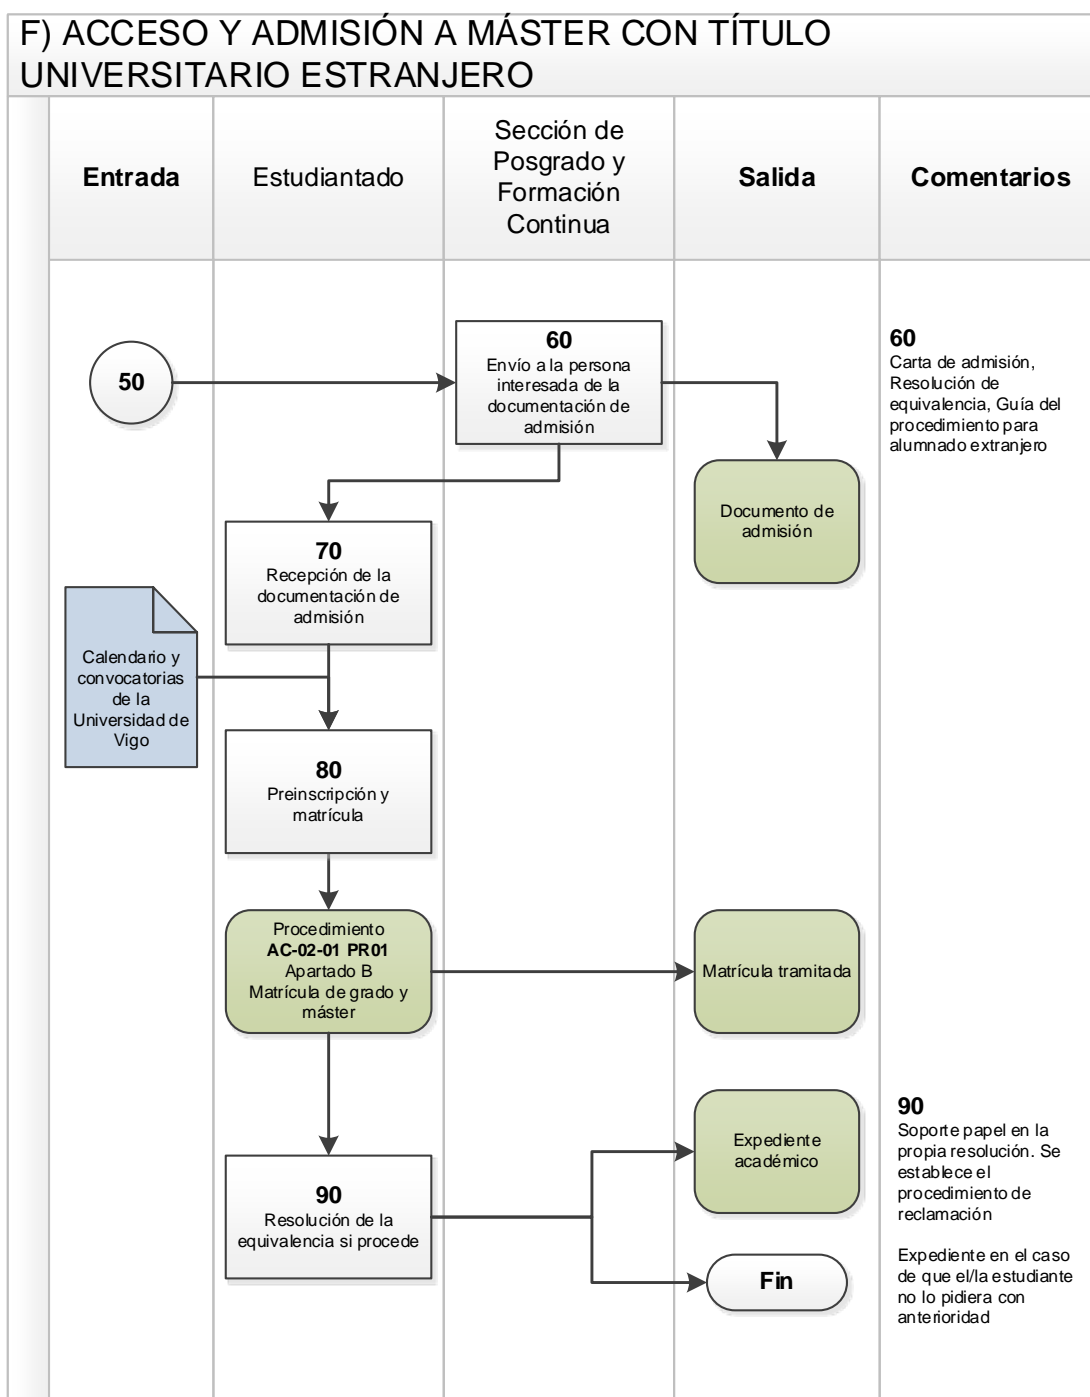 F) ACCESO Y ADMISIÓN A MÁSTER CON TÍTULO
UNIVERSITARIO ESTRANJERO
Entrada
Estudiantado
Sección de
Posgrado y
Formación
Continua
Salida
Comentarios
50
60
Envío a la persona
interesada de la
documentación de
admisión
60
Carta de admisión,
Resolución de
equivalencia, Guía del
procedimiento para
alumnado extranjero
Documento de
admisión
70
Recepción de la
documentación de
admisión
Calendario y
convocatorias
de la
Universidad de
Vigo
80
Preinscripción y
matrícula
Procedimiento
AC-02-01 PR01
Apartado B
Matrícula de grado y
máster
Matrícula tramitada
Expediente
académico
90
Soporte papel en la
propia resolución. Se
establece el
procedimiento de
reclamación
90
Resolución de la
equivalencia si procede
Fin
Expediente en el caso
de que el/la estudiante
no lo pidiera con
anterioridad